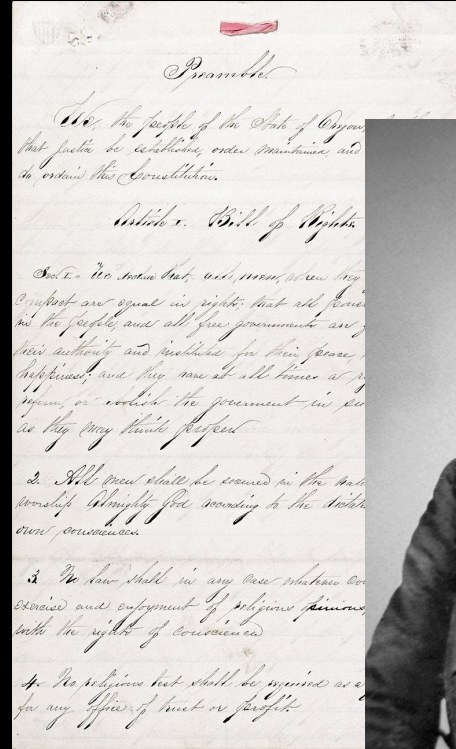 Preamble.
We, the people of the State of Oregon,
that Justice be established, order maintained, and
do ordain this Constitution.
Article I. Bill of Rights.
Sect 1. We declare that, all men, when they
compact are equal in rights: that all power
in the people, and all free governments are
their authority and instituted for their peace,
happiness; and they have at all times a
reform, or abolish the government in
as they may think proper.
2. All men shall be secured in the
worship Almighty God according to the
own consciences.
3. No law shall in any case whatever
exercise and enjoyment of religious opinions,
with the rights of conscience
4. No religious test shall be required as a
for any office of trust or profit.